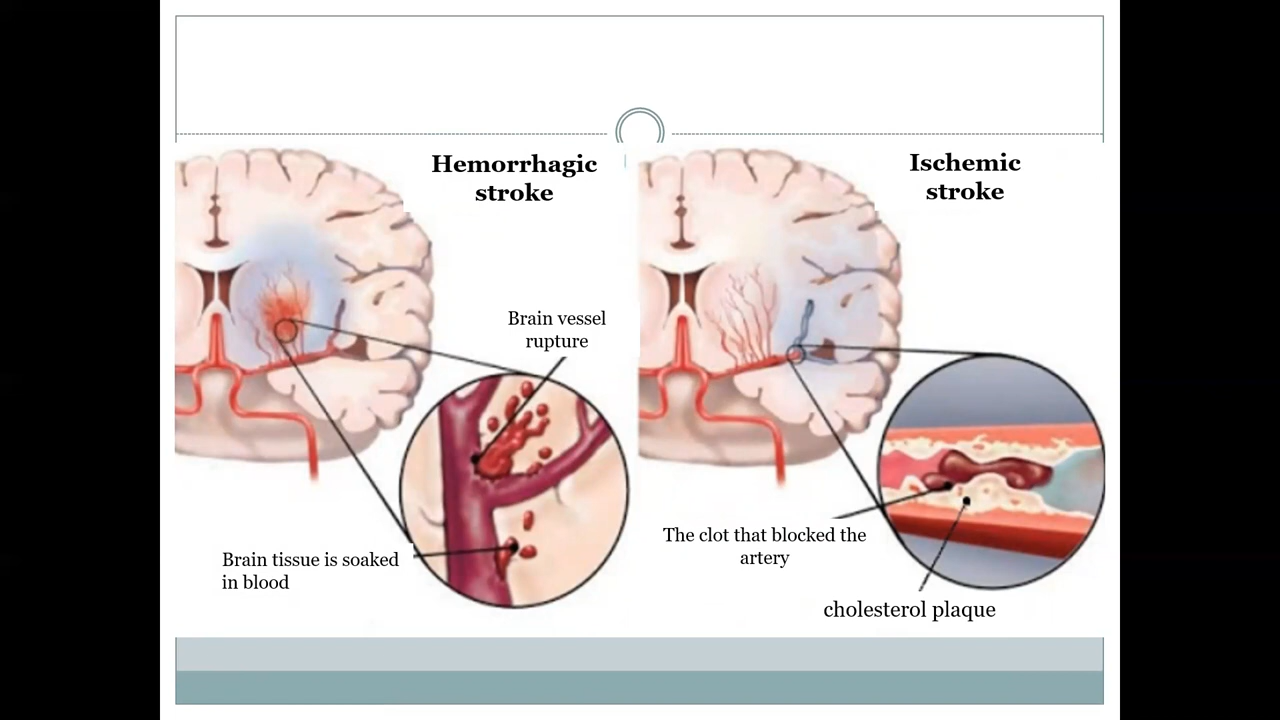 Hemorrhagic
stroke
Brain vessel
rupture
Brain tissue is soaked
in blood
Ischemic
stroke
The clot that blocked the
artery
cholesterol plaque